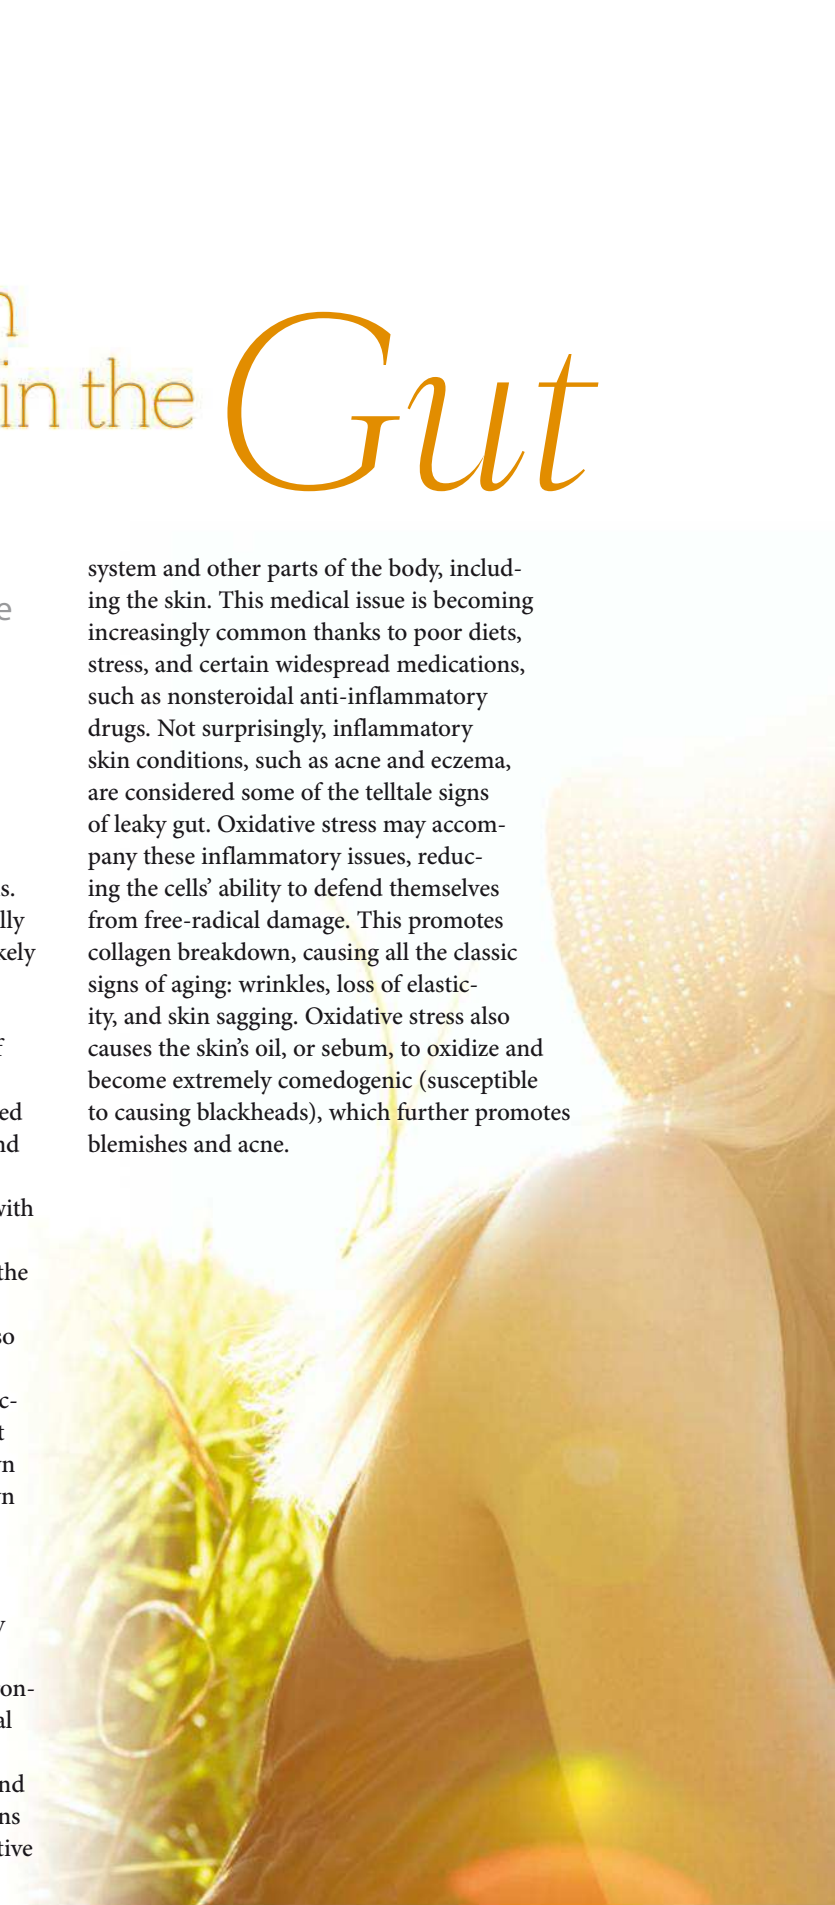 in the Gut
system and other parts of the body, includ-
ing the skin. This medical issue is becoming
increasingly common thanks to poor diets,
stress, and certain widespread medications,
such as nonsteroidal anti-inflammatory
drugs. Not surprisingly, inflammatory
skin conditions, such as acne and eczema,
are considered some of the telltale signs
of leaky gut. Oxidative stress may accom-
pany these inflammatory issues, reduc-
ing the cells’ ability to defend themselves
from free-radical damage. This promotes
collagen breakdown, causing all the classic
signs of aging: wrinkles, loss of elastic-
ity, and skin sagging. Oxidative stress also
causes the skin’s oil, or sebum, to oxidize and
become extremely comedogenic (susceptible
to causing blackheads), which further promotes
blemishes and acne.